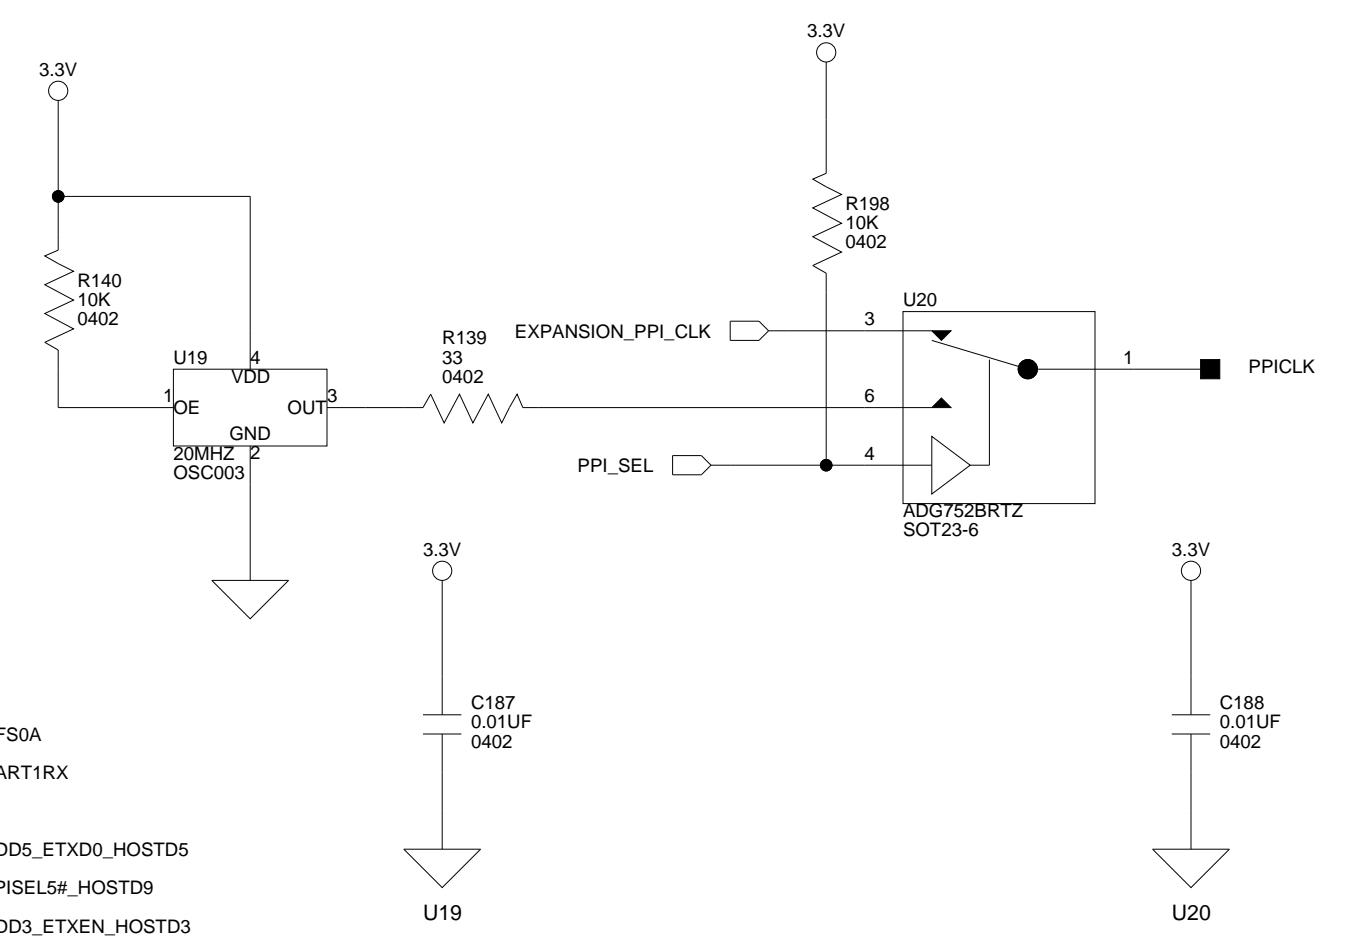 3.3V
3.3V
R140
10K
0402
R198
10K
0402
U19
4
VDD
1
OE
OUT
3
GND
2
20MHZ
OSC003
R139
33
0402
EXPANSION_PPI_CLK
3
U20
6
PPI_SEL
4
1
PPICLK
ADG752BRTZ
SOT23-6
3.3V
C187
0.01UF
0402
U19
3.3V
C188
0.01UF
0402
U20
FS0A
ART1RX
DD5_ETXD0_HOSTD5
PISEL5#_HOSTD9
DD3_ETXEN_HOSTD3